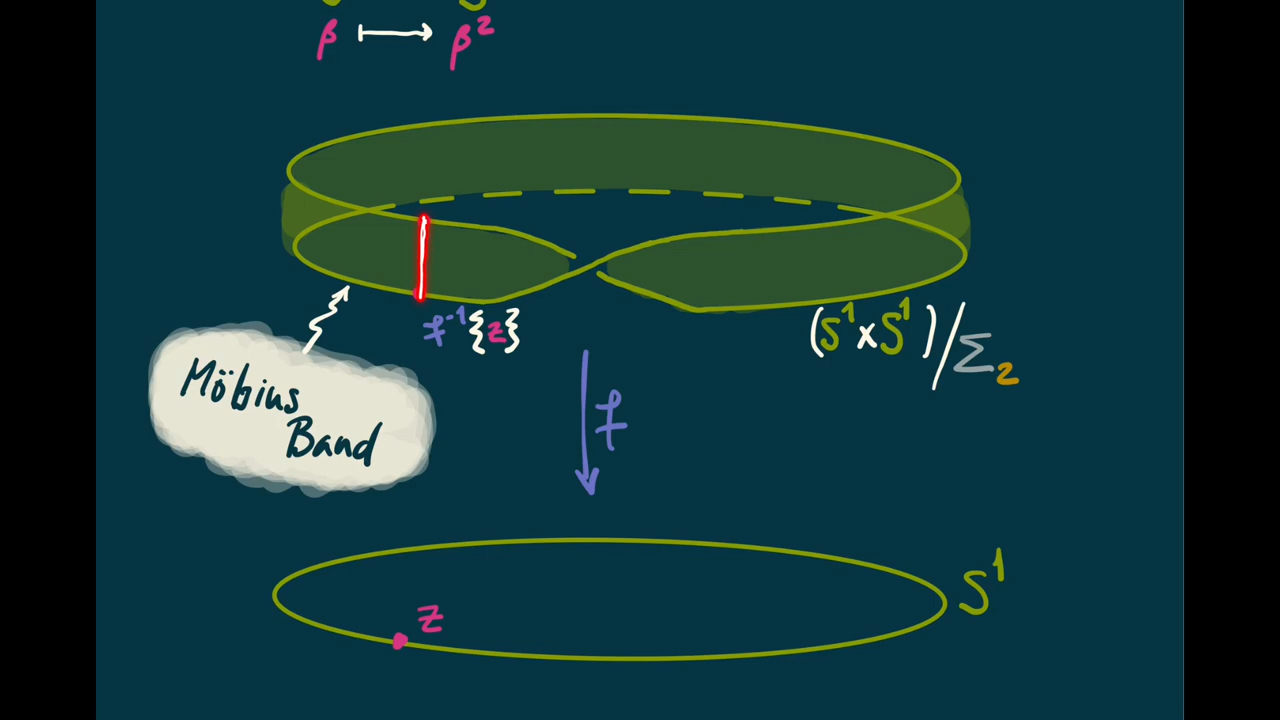 β ↦ β²
f⁻¹{z}
(S¹ x S¹)/Σ₂
Möbius
Band
f
S¹
z